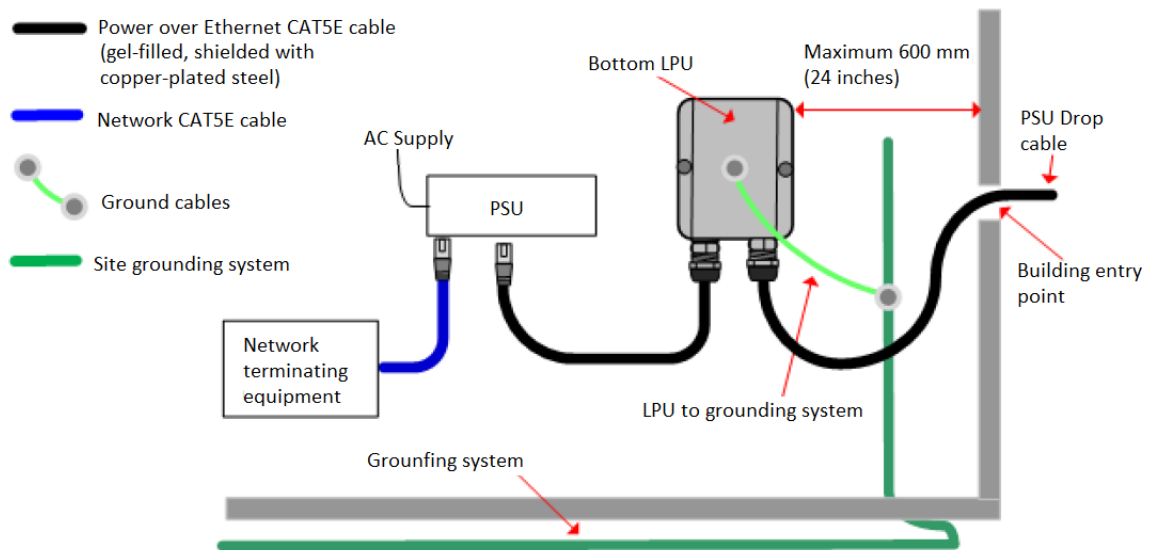 Power over Ethernet CAT5E cable
(gel-filled, shielded with
copper-plated steel)
Network CAT5E cable
Ground cables
Site grounding system
AC Supply
PSU
Network
terminating
equipment
Bottom LPU
Maximum 600 mm
(24 inches)
PSU Drop
cable
Building entry
point
LPU to grounding system
Grounfing system